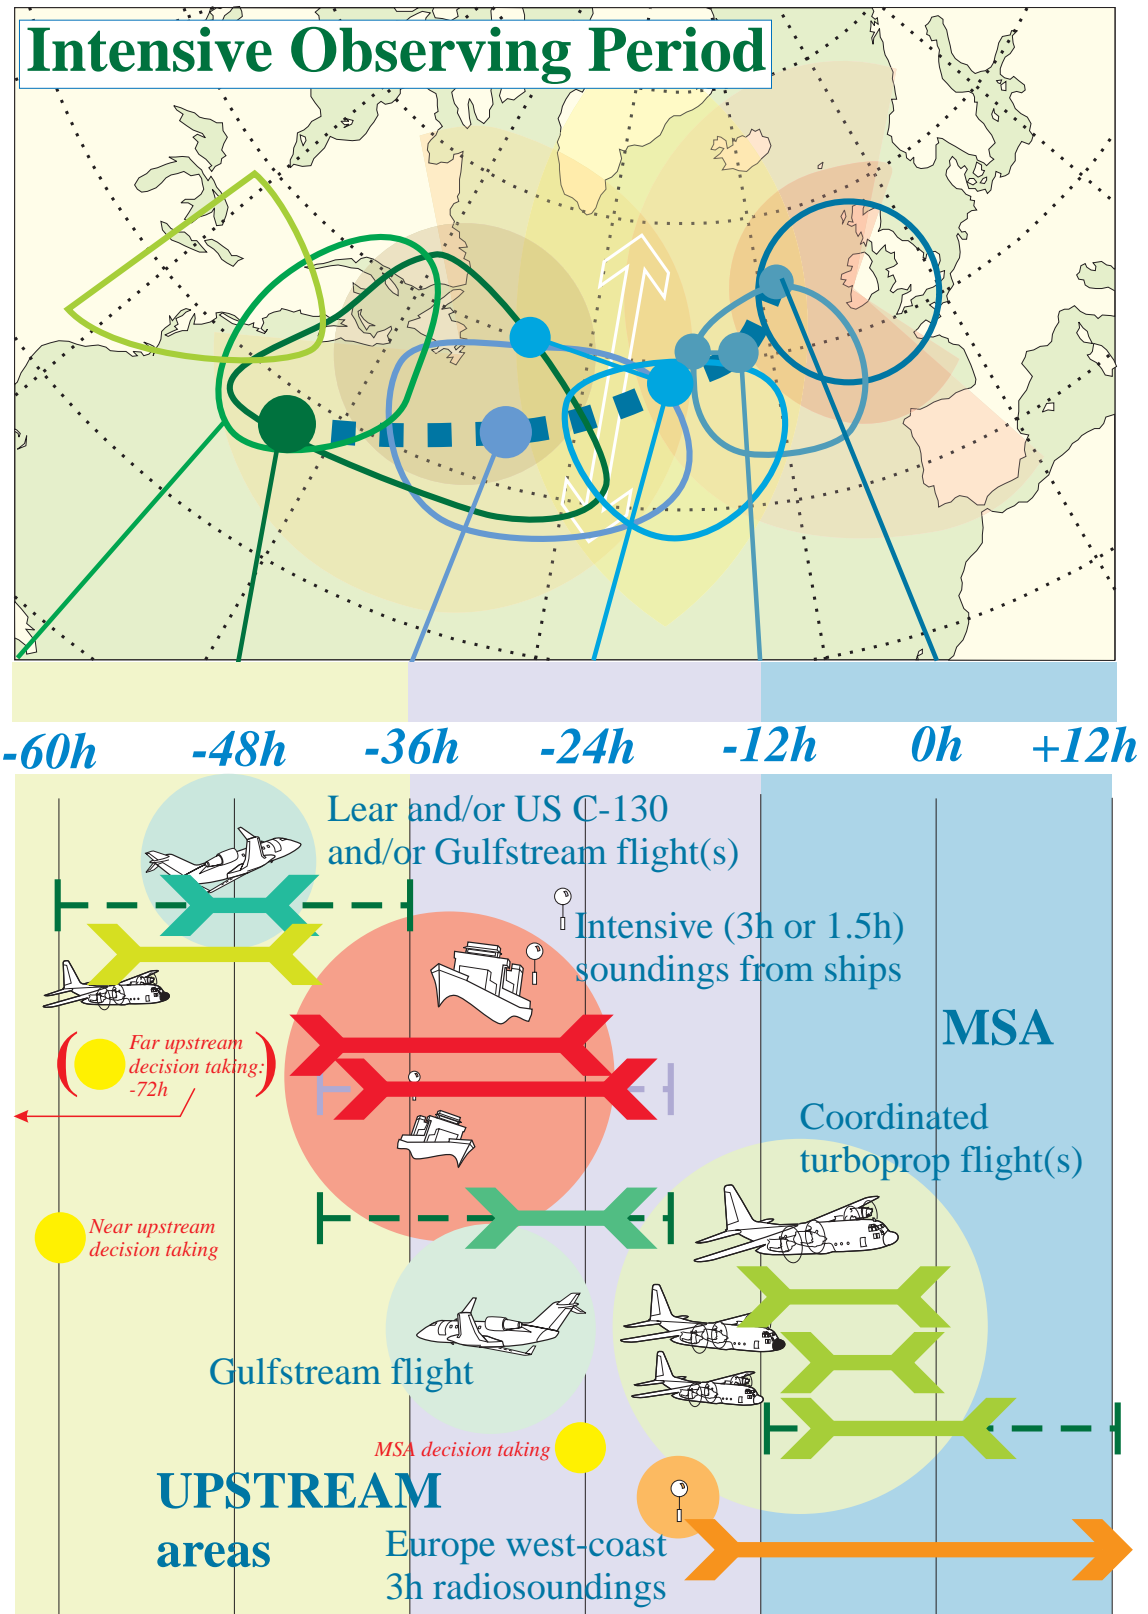 Intensive Observing Period
-60h -48h -36h -24h -12h 0h +12h
Lear and/or US C-130
and/or Gulfstream flight(s)
Intensive (3h or 1.5h)
soundings from ships
MSA
( Far upstream
decision taking: )
-72h
Coordinated
turboprop flight(s)
Near upstream
decision taking
Gulfstream flight
MSA decision taking
UPSTREAM
areas
Europe west-coast
3h radiosoundings